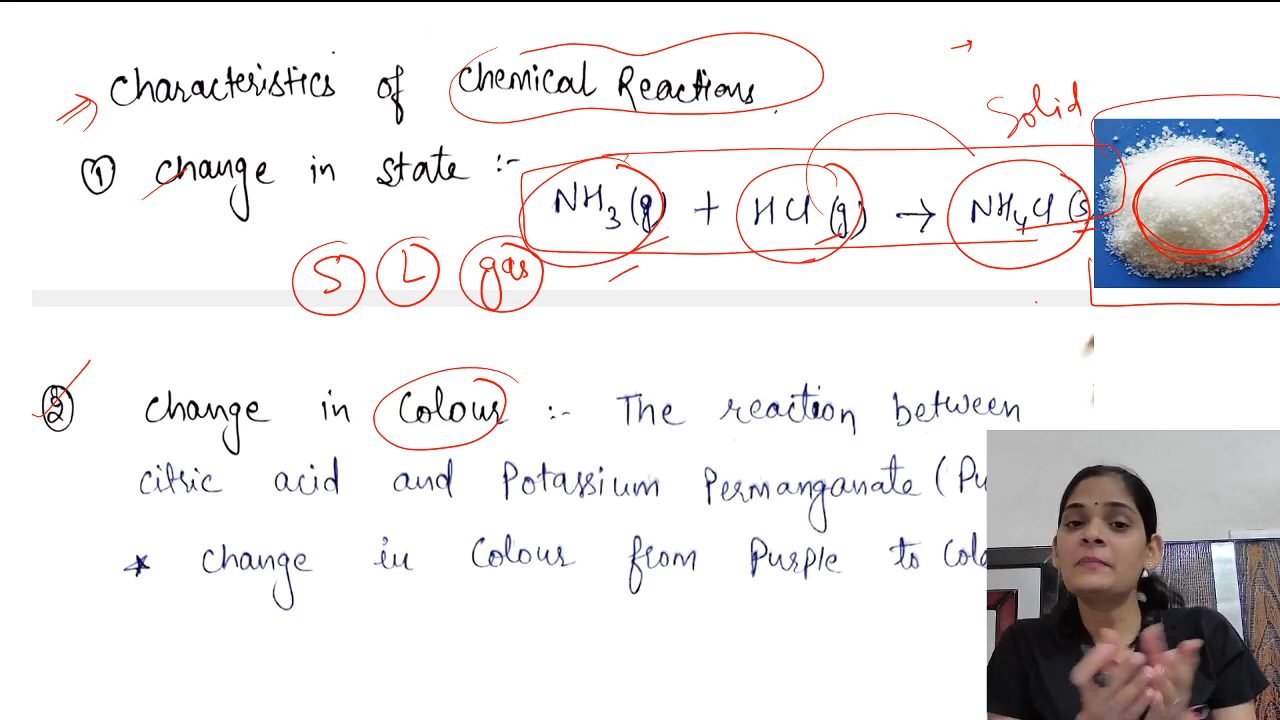 ⇒ Characteristics of Chemical Reactions.
Solid
① change in state :- NH₃(g) + HCl(g) → NH₄Cl(s)
S L gas
② change in Colour :- The reaction between
citric acid and Potassium Permanganate (Pu
* change in Colour from Purple to Colo